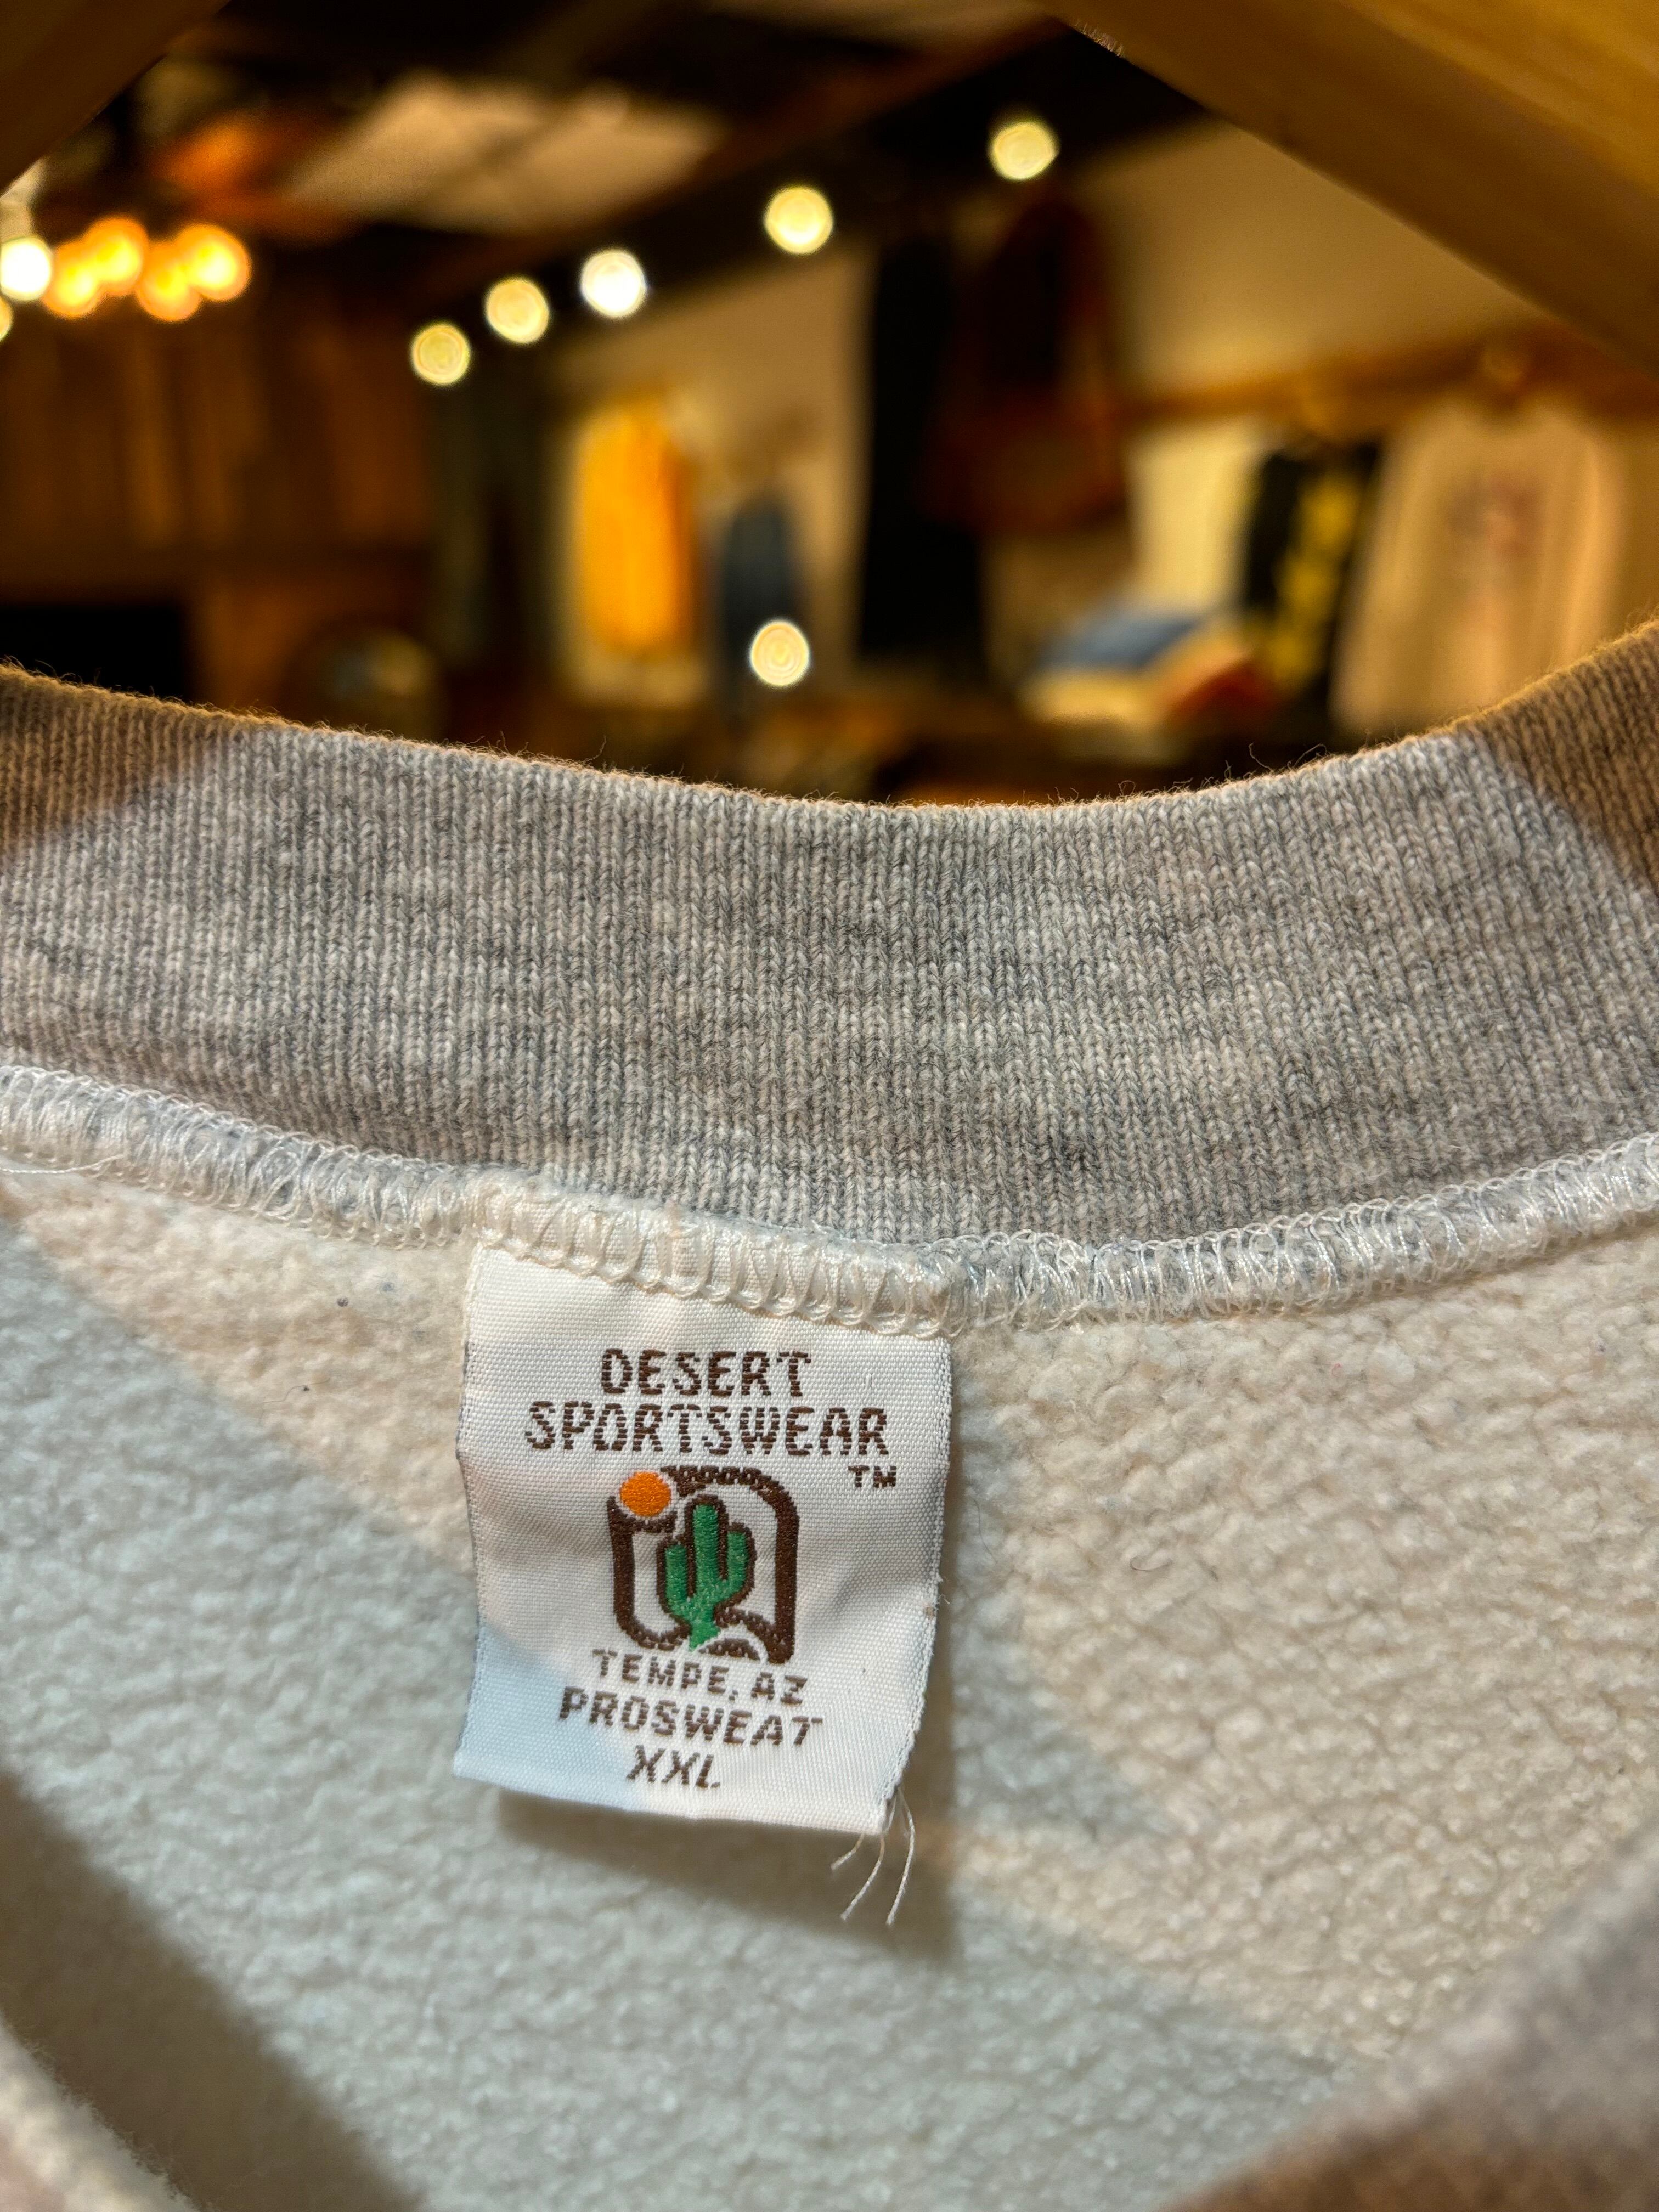 DESERT
SPORTSWEAR
TM
TEMPE, AZ
PROSWEAT
XXL